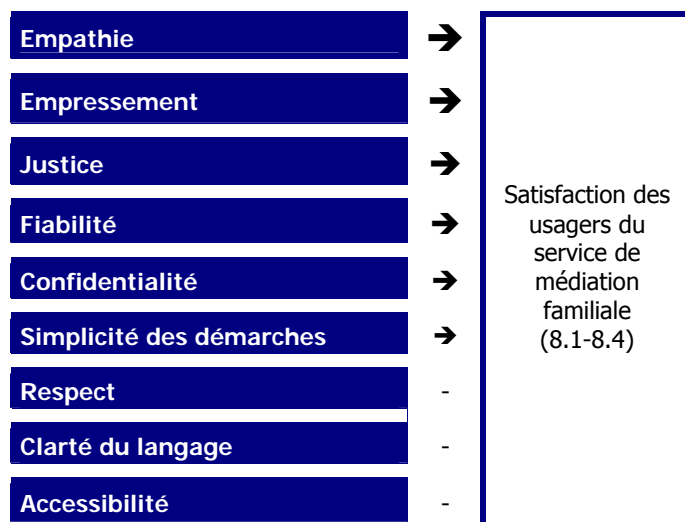 Empathie ➔
Empressement ➔
Justice ➔
Fiabilité ➔
Confidentialité ➔
Simplicité des démarches ➔
Respect -
Clarté du langage -
Accessibilité -
Satisfaction des
usagers du
service de
médiation
familiale
(8.1-8.4)